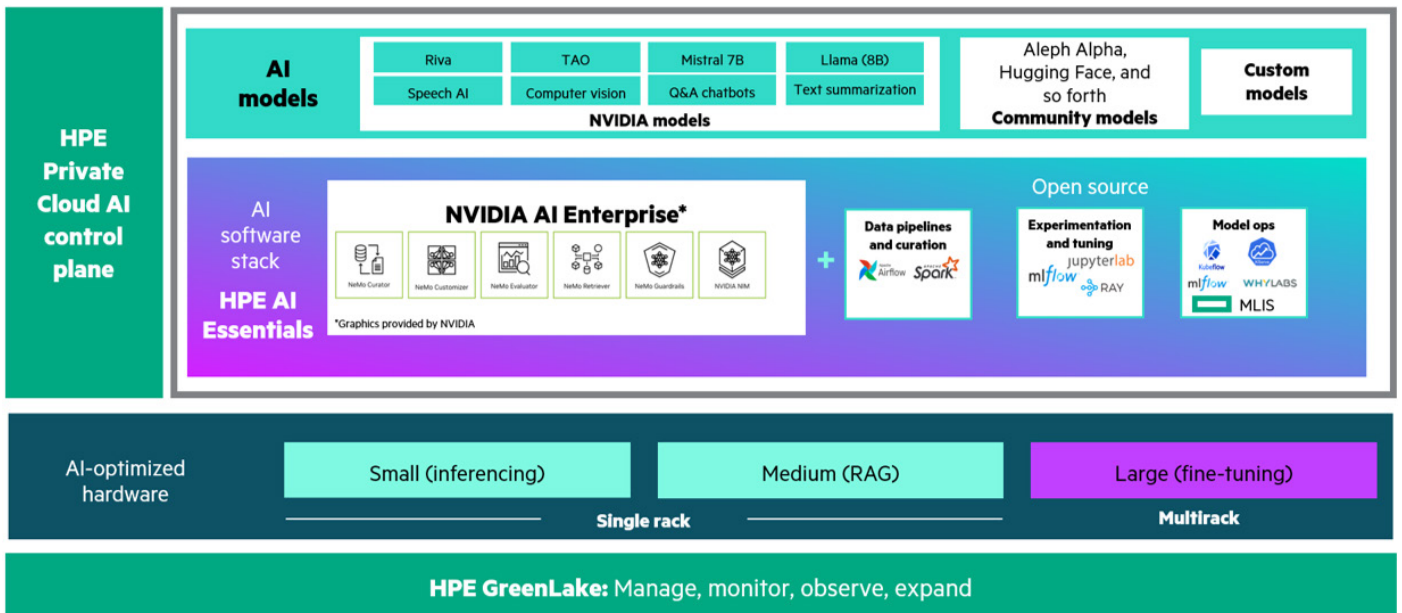 HPE
Private
Cloud AI
control
plane
AI
models
Riva
TAO
Mistral 7B
Llama (8B)
Speech AI
Computer vision
Q&A chatbots
Text summarization
NVIDIA models
Aleph Alpha,
Hugging Face, and
so forth
Community models
Custom
models
AI
software
stack
HPE AI
Essentials
NVIDIA AI Enterprise*
NeMo Curator
NeMo Customizer
NeMo Evaluator
NeMo Retriever
NeMo Guardrails
NVIDIA NIM
*Graphics provided by NVIDIA
+
Open source
Data pipelines
and curation
Airflow
Spark
Experimentation
and tuning
jupyterlab
mlflow
RAY
Model ops
Kubeflow
mlflow
WHYLABS
MLIS
AI-optimized
hardware
Small (inferencing)
Medium (RAG)
Large (fine-tuning)
Single rack
Multirack
HPE GreenLake: Manage, monitor, observe, expand